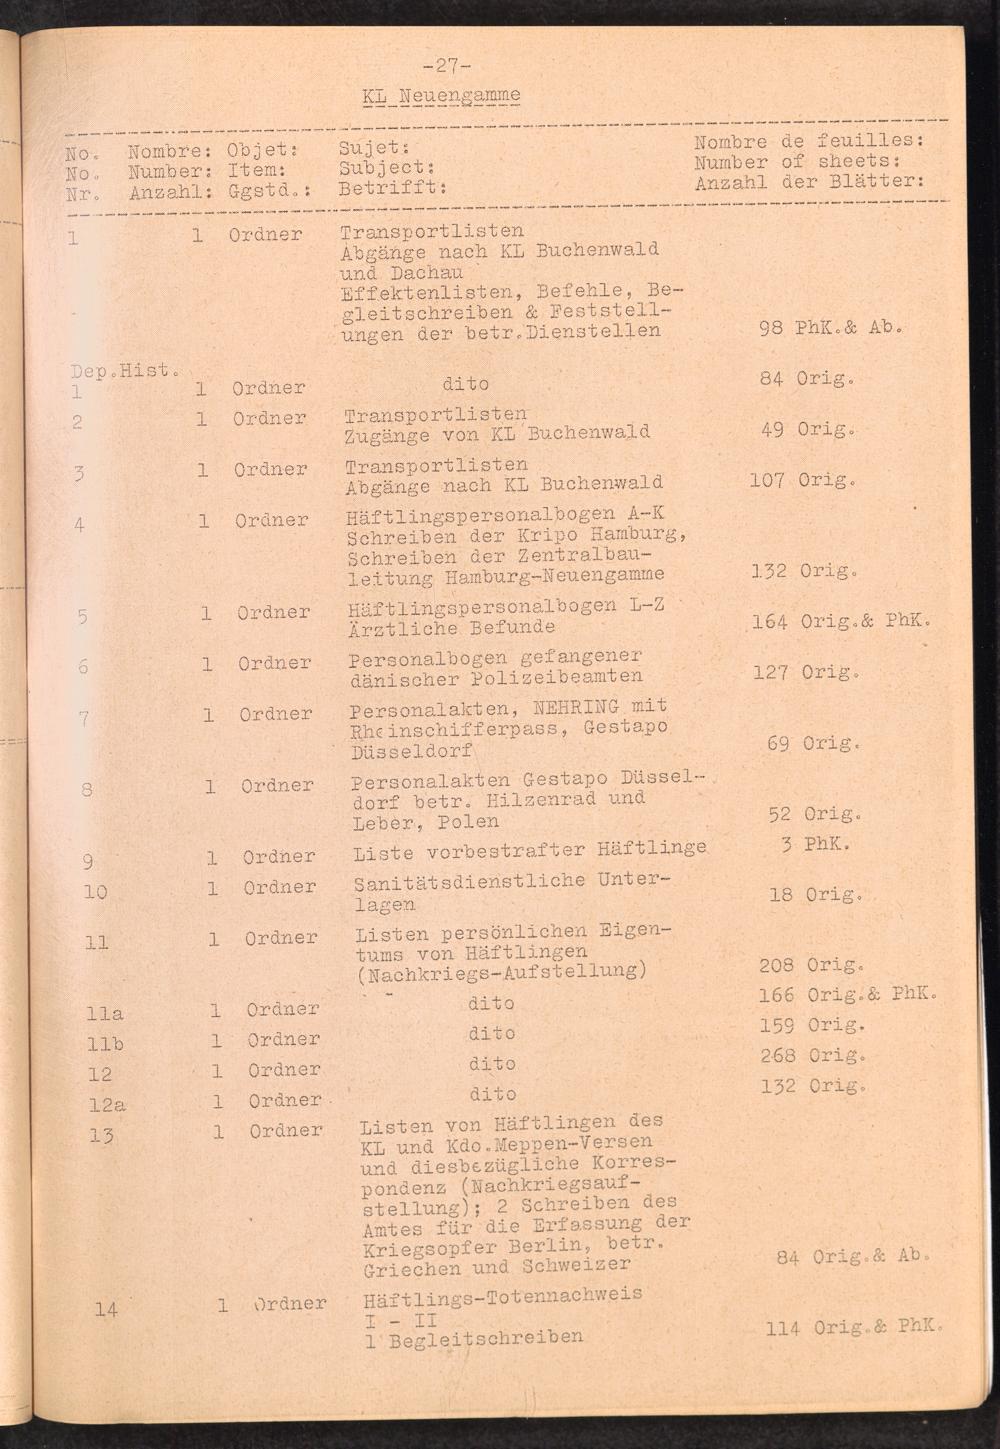 -27-
KL Neuengamme
No. Nombre: Objet: Sujet: Nombre de feuilles:
No. Number: Item: Subject: Number of sheets:
Nr. Anzahl: Ggstd.: Betrifft: Anzahl der Blätter:
1 1 Ordner Transportlisten
Abgänge nach KL Buchenwald
und Dachau
Effektenlisten, Befehle, Be-
gleitschreiben & Feststell-
ungen der betr.Dienstellen 98 PhK.& Ab.
Dep.Hist.
1 1 Ordner dito 84 Orig.
2 1 Ordner Transportlisten
Zugänge von KL Buchenwald 49 Orig.
3 1 Ordner Transportlisten
Abgänge nach KL Buchenwald 107 Orig.
4 1 Ordner Häftlingspersonalbogen A-K
Schreiben der Kripo Hamburg,
Schreiben der Zentralbau-
leitung Hamburg-Neuengamme 132 Orig.
5 1 Ordner Häftlingspersonalbogen L-Z
Ärztliche Befunde 164 Orig.& PhK.
6 1 Ordner Personalbogen gefangener
dänischer Polizeibeamten 127 Orig.
7 1 Ordner Personalakten, NEHRING mit
Rheinschifferpass, Gestapo
Düsseldorf 69 Orig.
8 1 Ordner Personalakten Gestapo Düssel-
dorf betr. Hilzenrad und
Leber, Polen 52 Orig.
9 1 Ordner Liste vorbestrafter Häftlinge 3 PhK.
10 1 Ordner Sanitätsdienstliche Unter-
lagen 18 Orig.
11 1 Ordner Listen persönlichen Eigen-
tums von Häftlingen
(Nachkriegs-Aufstellung) 208 Orig.
11a 1 Ordner dito 166 Orig.& PhK.
11b 1 Ordner dito 159 Orig.
12 1 Ordner dito 268 Orig.
12a 1 Ordner dito 132 Orig.
13 1 Ordner Listen von Häftlingen des
KL und Kdo.Meppen-Versen
und diesbezügliche Korres-
pondenz (Nachkriegsauf-
stellung); 2 Schreiben des
Amtes für die Erfassung der
Kriegsopfer Berlin, betr.
Griechen und Schweizer 84 Orig.& Ab.
14 1 Ordner Häftlings-Totennachweis
I - II
1 Begleitschreiben 114 Orig.& PhK.